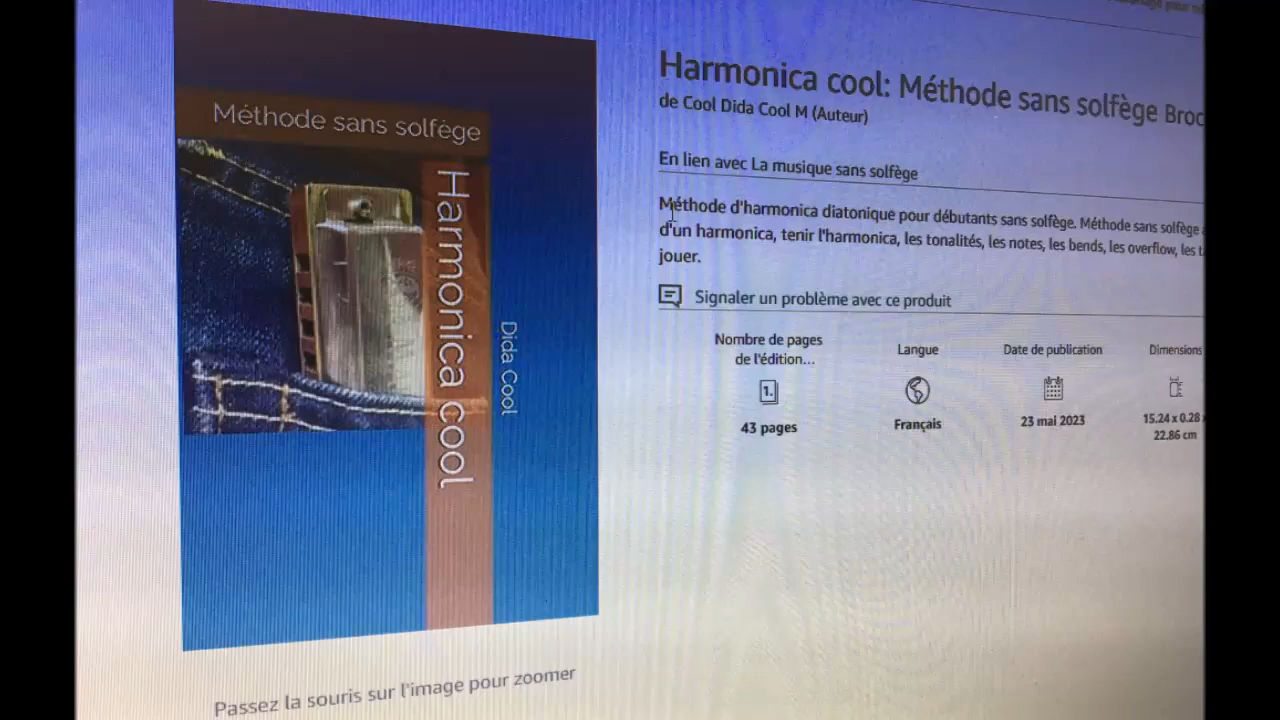 Méthode sans solfège
Harmonica cool
Dida Cool
Passez la souris sur l'image pour zoomer
Harmonica cool: Méthode sans solfège
de Cool Dida Cool M (Auteur)
En lien avec La musique sans solfège
Méthode d'harmonica diatonique pour débutants sans solfège. Méthode sans solfège
d'un harmonica, tenir l'harmonica, les tonalités, les notes, les bends, les overflow, les
jouer.
Signaler un problème avec ce produit
Nombre de pages
de l'édition...
1.
43 pages
Langue
Français
Date de publication
23 mai 2023
Dimensions
15.24 x 0.28
22.86 cm